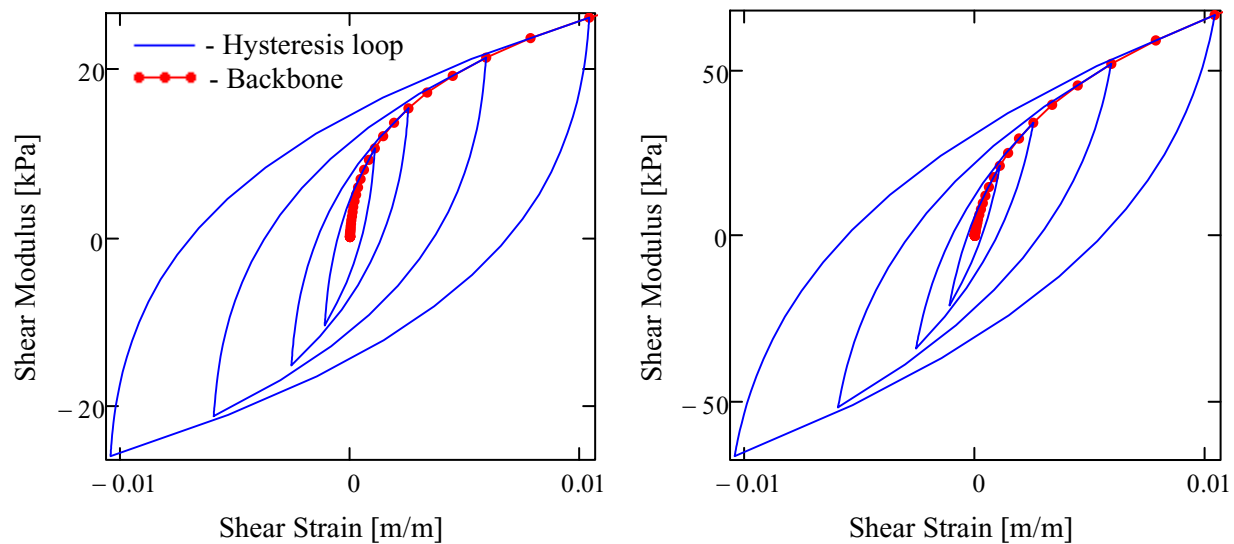 - Hysteresis loop
- Backbone
Shear Modulus [kPa]
20
0
– 20
– 0.01
0
0.01
Shear Strain [m/m]
Shear Modulus [kPa]
50
0
– 50
– 0.01
0
0.01
Shear Strain [m/m]